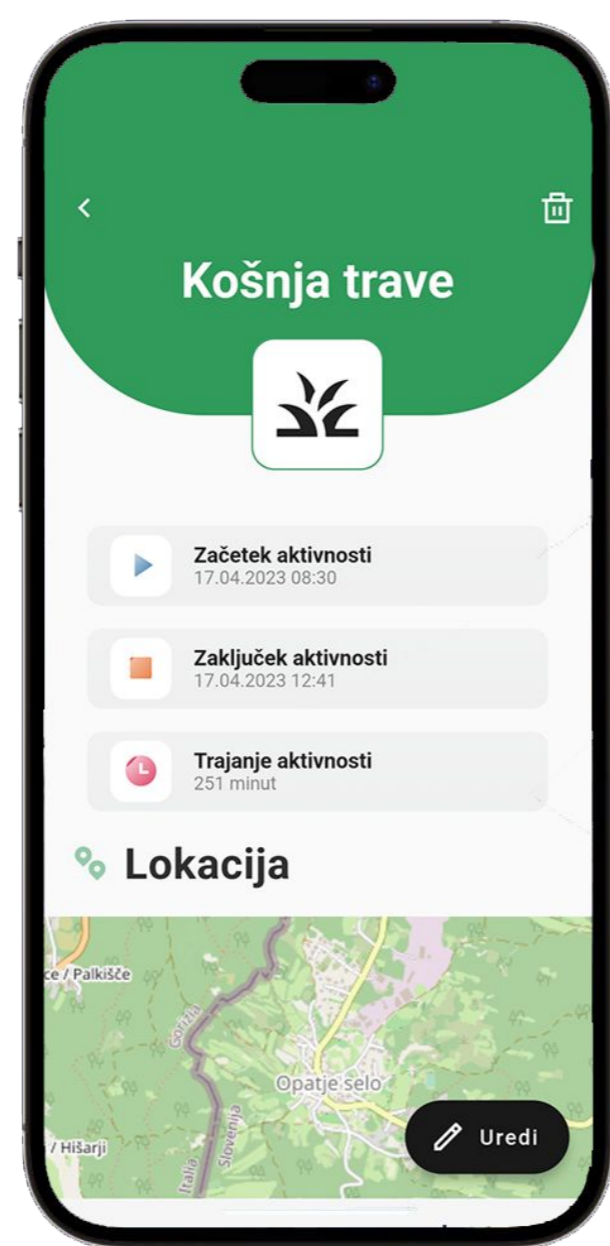 Košnja trave
Začetek aktivnosti
17.04.2023 08:30
Zaključek aktivnosti
17.04.2023 12:41
Trajanje aktivnosti
251 minut
Lokacija
ce / Palkišče
Gorizia
Opatje selo
Uredi
/ Hišarji
Italia
Slovenija